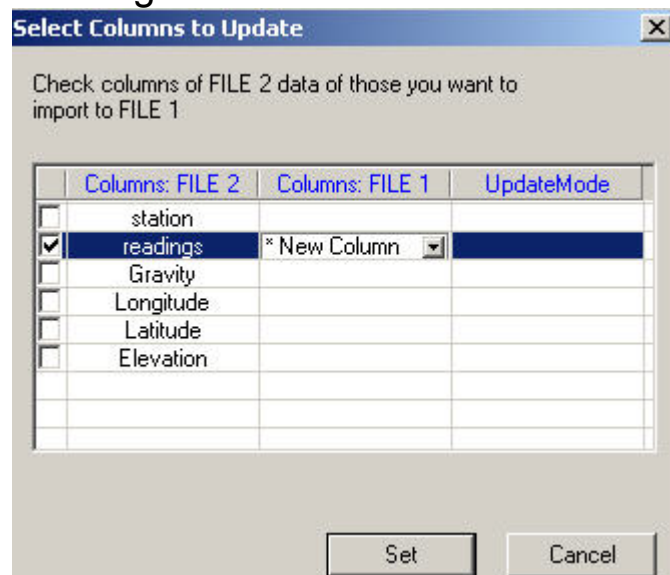 Select Columns to Update
Check columns of FILE 2 data of those you want to
import to FILE 1
Columns: FILE 2 Columns: FILE 1 UpdateMode
station
readings * New Column
Gravity
Longitude
Latitude
Elevation
Set Cancel